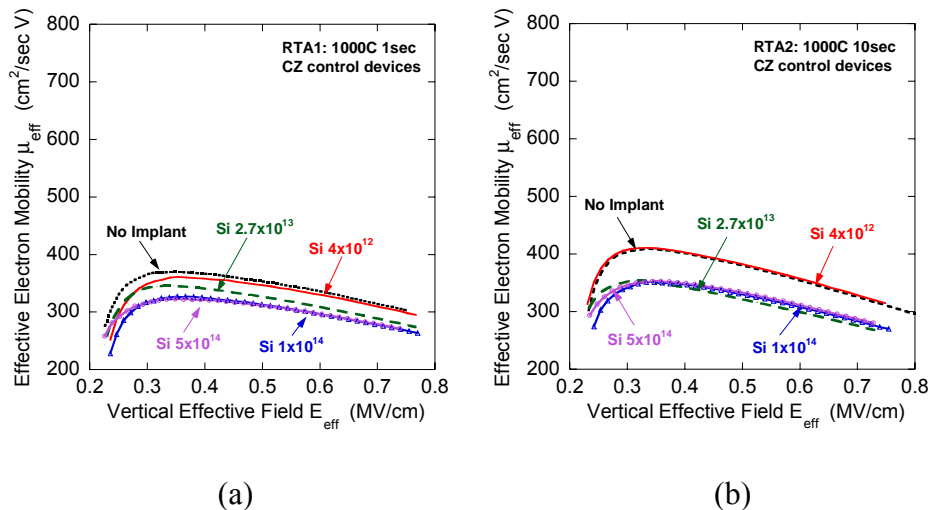 Effective Electron Mobility μeff (cm²/sec V)
800
700
600
500
400
300
200
RTA1: 1000C 1sec
CZ control devices
No Implant
Si 2.7x10¹³
Si 4x10¹²
Si 5x10¹⁴
Si 1x10¹⁴
0.2 0.3 0.4 0.5 0.6 0.7 0.8
Vertical Effective Field Eeff (MV/cm)
(a)
Effective Electron Mobility μeff (cm²/sec V)
800
700
600
500
400
300
200
RTA2: 1000C 10sec
CZ control devices
No Implant
Si 2.7x10¹³
Si 4x10¹²
Si 5x10¹⁴
Si 1x10¹⁴
0.2 0.3 0.4 0.5 0.6 0.7 0.8
Vertical Effective Field Eeff (MV/cm)
(b)